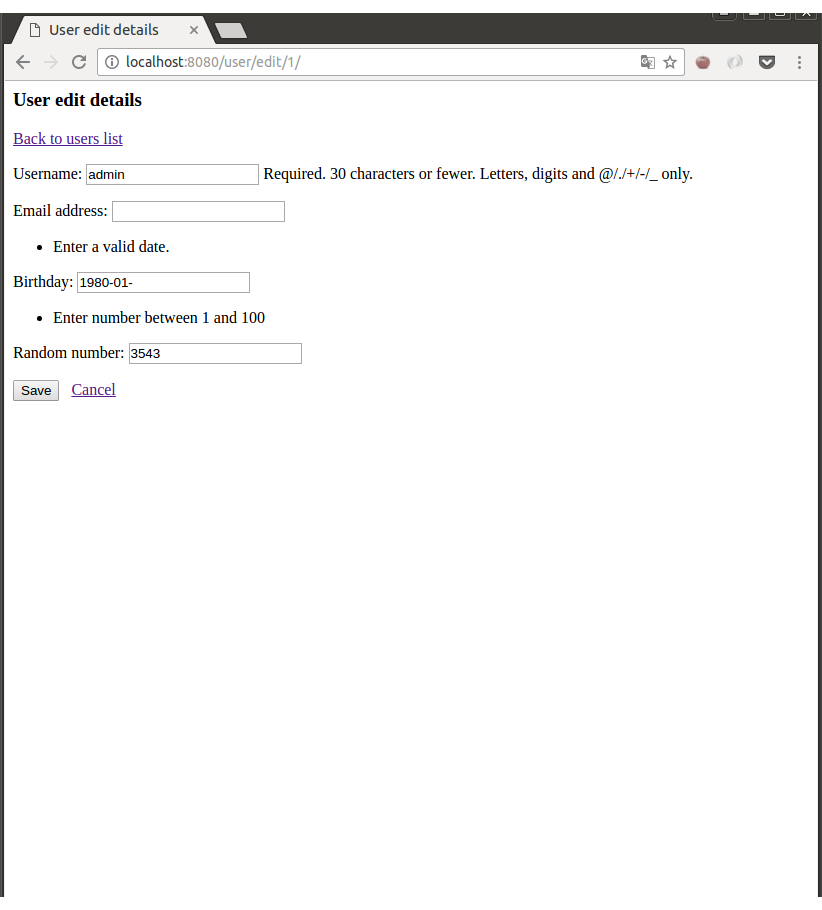 User edit details
localhost:8080/user/edit/1/
User edit details
Back to users list
Username: admin Required. 30 characters or fewer. Letters, digits and @/./+/-/_ only.
Email address:
Enter a valid date.
Birthday: 1980-01-
Enter number between 1 and 100
Random number: 3543
Save Cancel